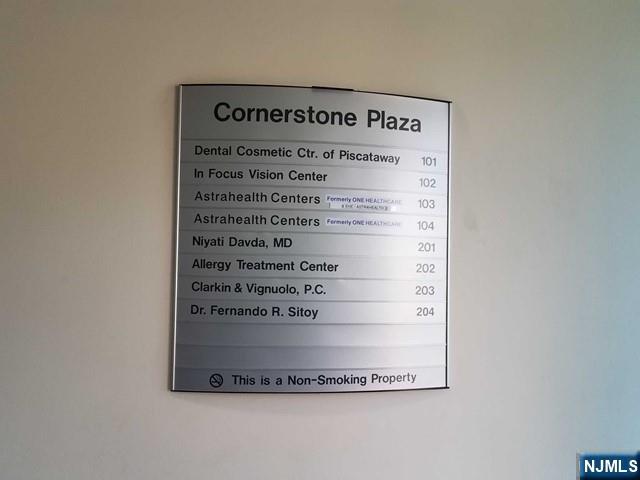 Cornerstone Plaza
Dental Cosmetic Ctr. of Piscataway 101
In Focus Vision Center 102
Astrahealth Centers Formerly ONE HEALTHCARE 103
Astrahealth Centers Formerly ONE HEALTHCARE 104
Niyati Davda, MD 201
Allergy Treatment Center 202
Clarkin & Vignuolo, P.C. 203
Dr. Fernando R. Sitoy 204
This is a Non-Smoking Property
NJMLS